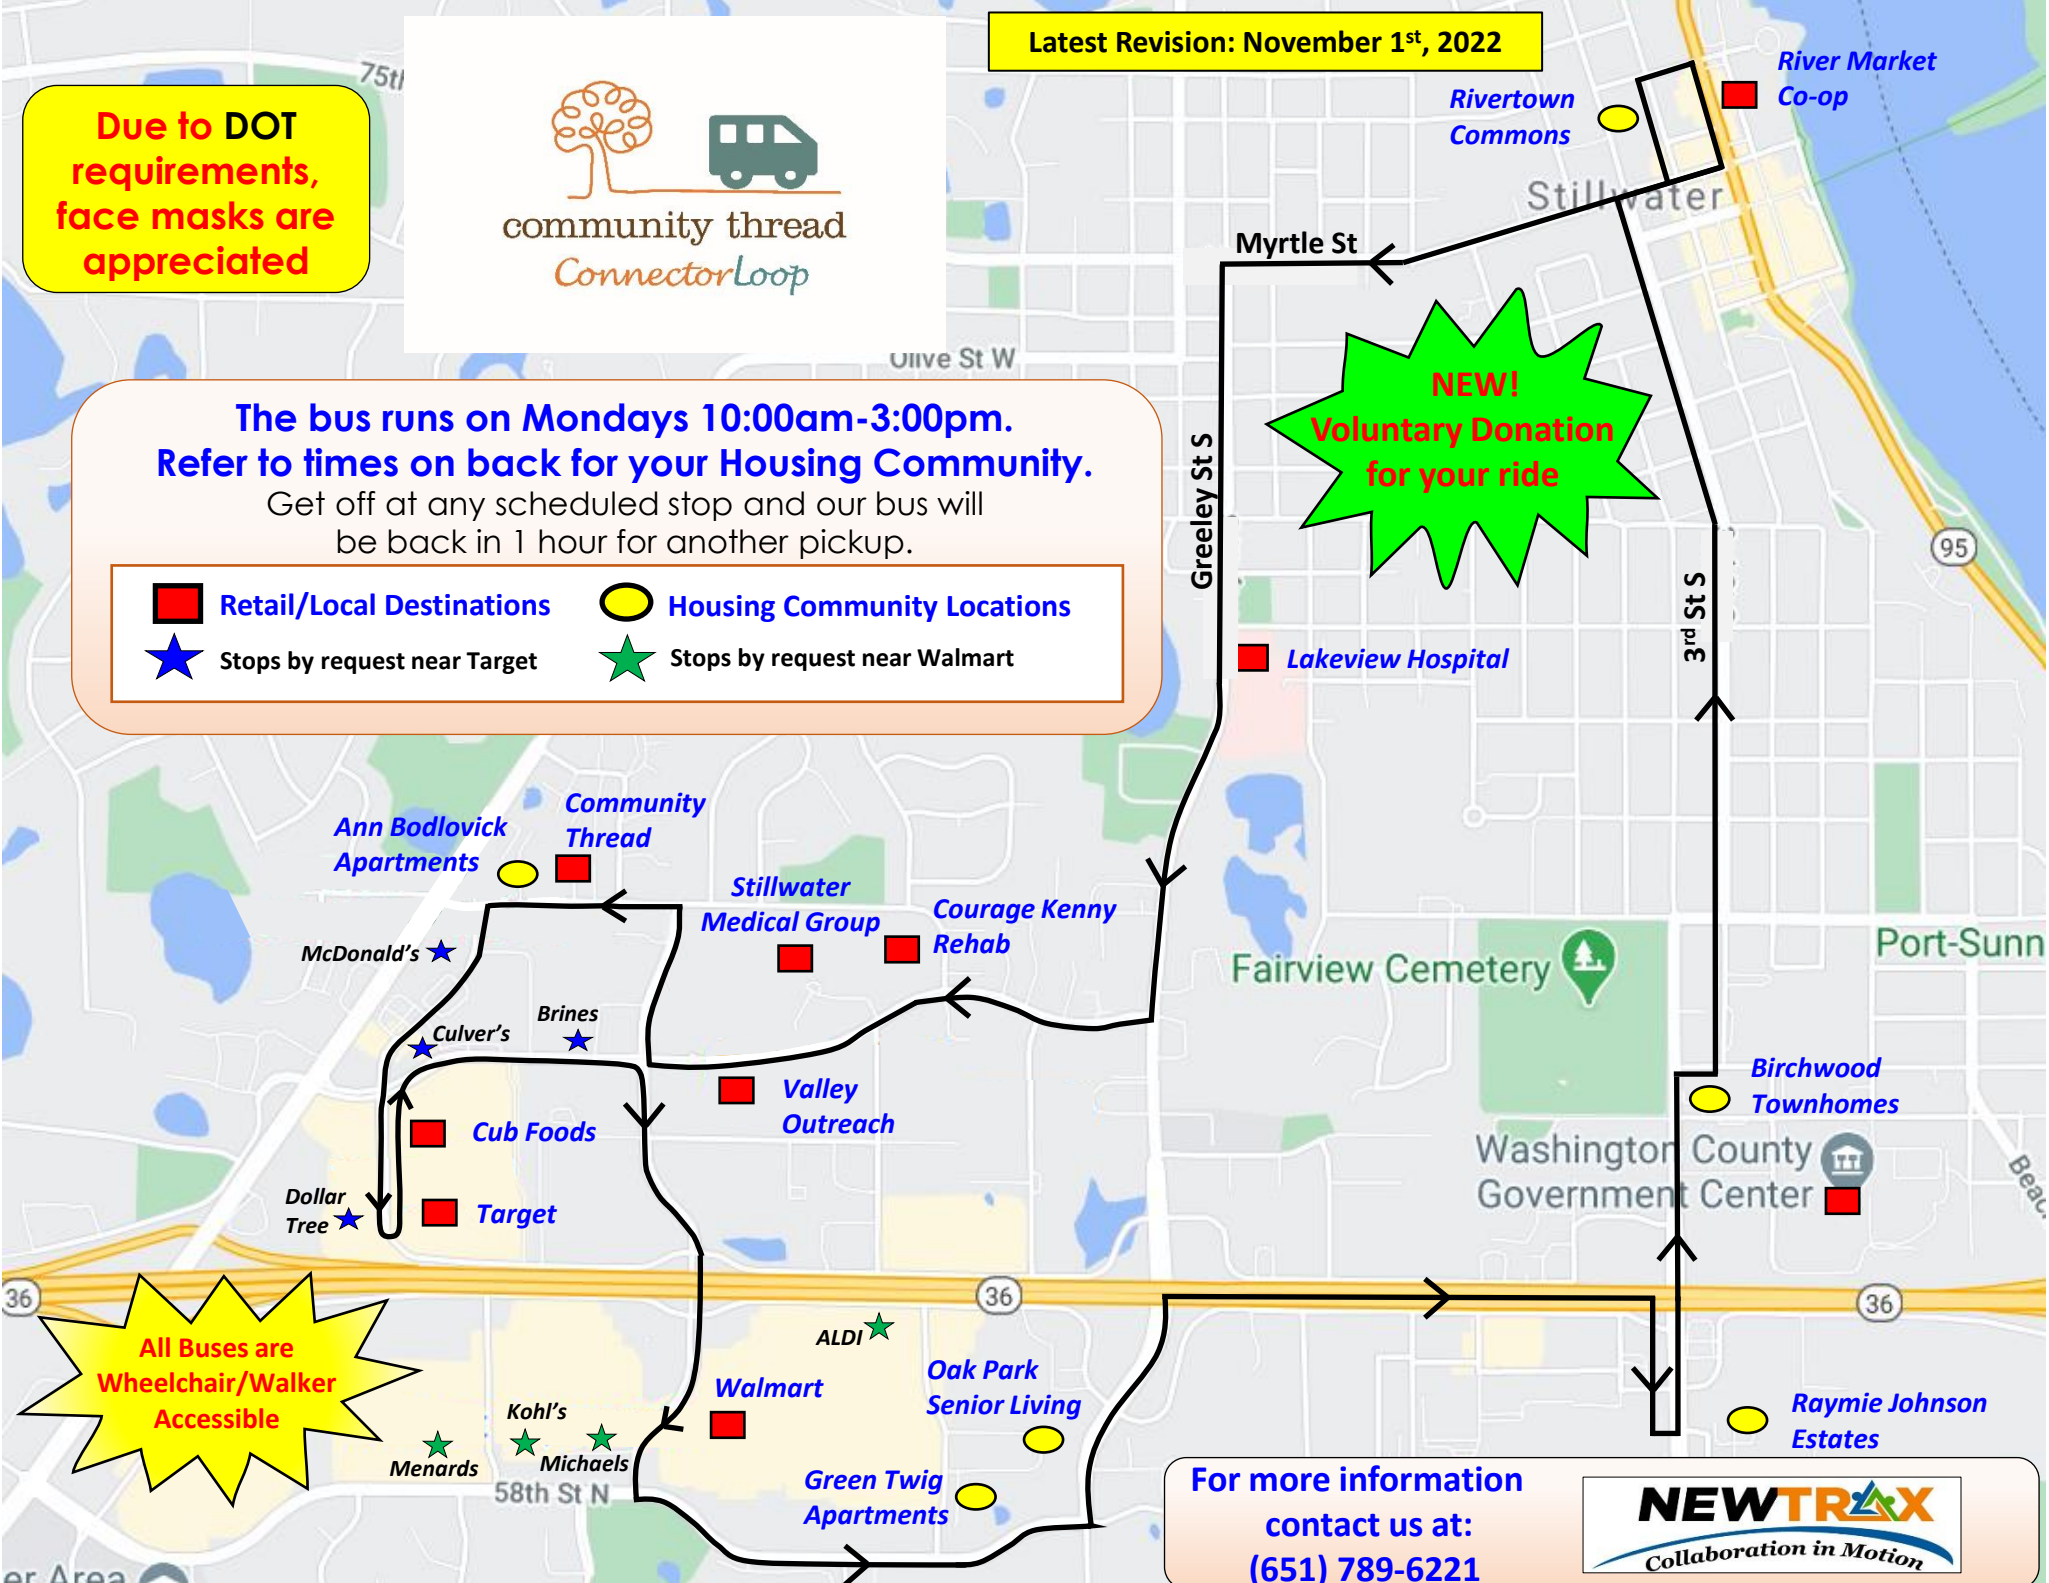 Latest Revision: November 1st, 2022
75th
Due to DOT
requirements,
face masks are
appreciated
community thread
ConnectorLoop
River Market
Co-op
Rivertown
Commons
Stillwater
Myrtle St
Olive St W
NEW!
Voluntary Donation
for your ride
The bus runs on Mondays 10:00am-3:00pm.
Refer to times on back for your Housing Community.
Get off at any scheduled stop and our bus will
be back in 1 hour for another pickup.
Retail/Local Destinations
Housing Community Locations
Stops by request near Target
Stops by request near Walmart
Greeley St S
95
3rd St S
Lakeview Hospital
Community
Thread
Ann Bodlovick
Apartments
Stillwater
Medical Group
Courage Kenny
Rehab
McDonald's
Fairview Cemetery
Port-Sunn
Brines
Culver's
Valley
Outreach
Birchwood
Townhomes
Cub Foods
Washington County
Government Center
Beac
Dollar
Tree
Target
36
36
36
All Buses are
Wheelchair/Walker
Accessible
ALDI
Oak Park
Senior Living
Walmart
Kohl's
Menards
Michaels
58th St N
Green Twig
Apartments
Raymie Johnson
Estates
For more information
contact us at:
(651) 789-6221
NEWTRAX
Collaboration in Motion
er Area